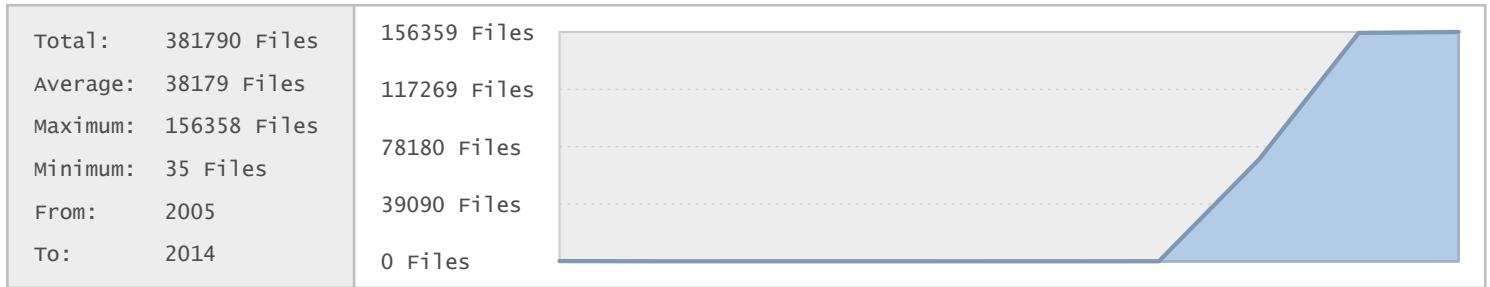 Total: 381790 Files
Average: 38179 Files
Maximum: 156358 Files
Minimum: 35 Files
From: 2005
To: 2014
156359 Files
117269 Files
78180 Files
39090 Files
0 Files